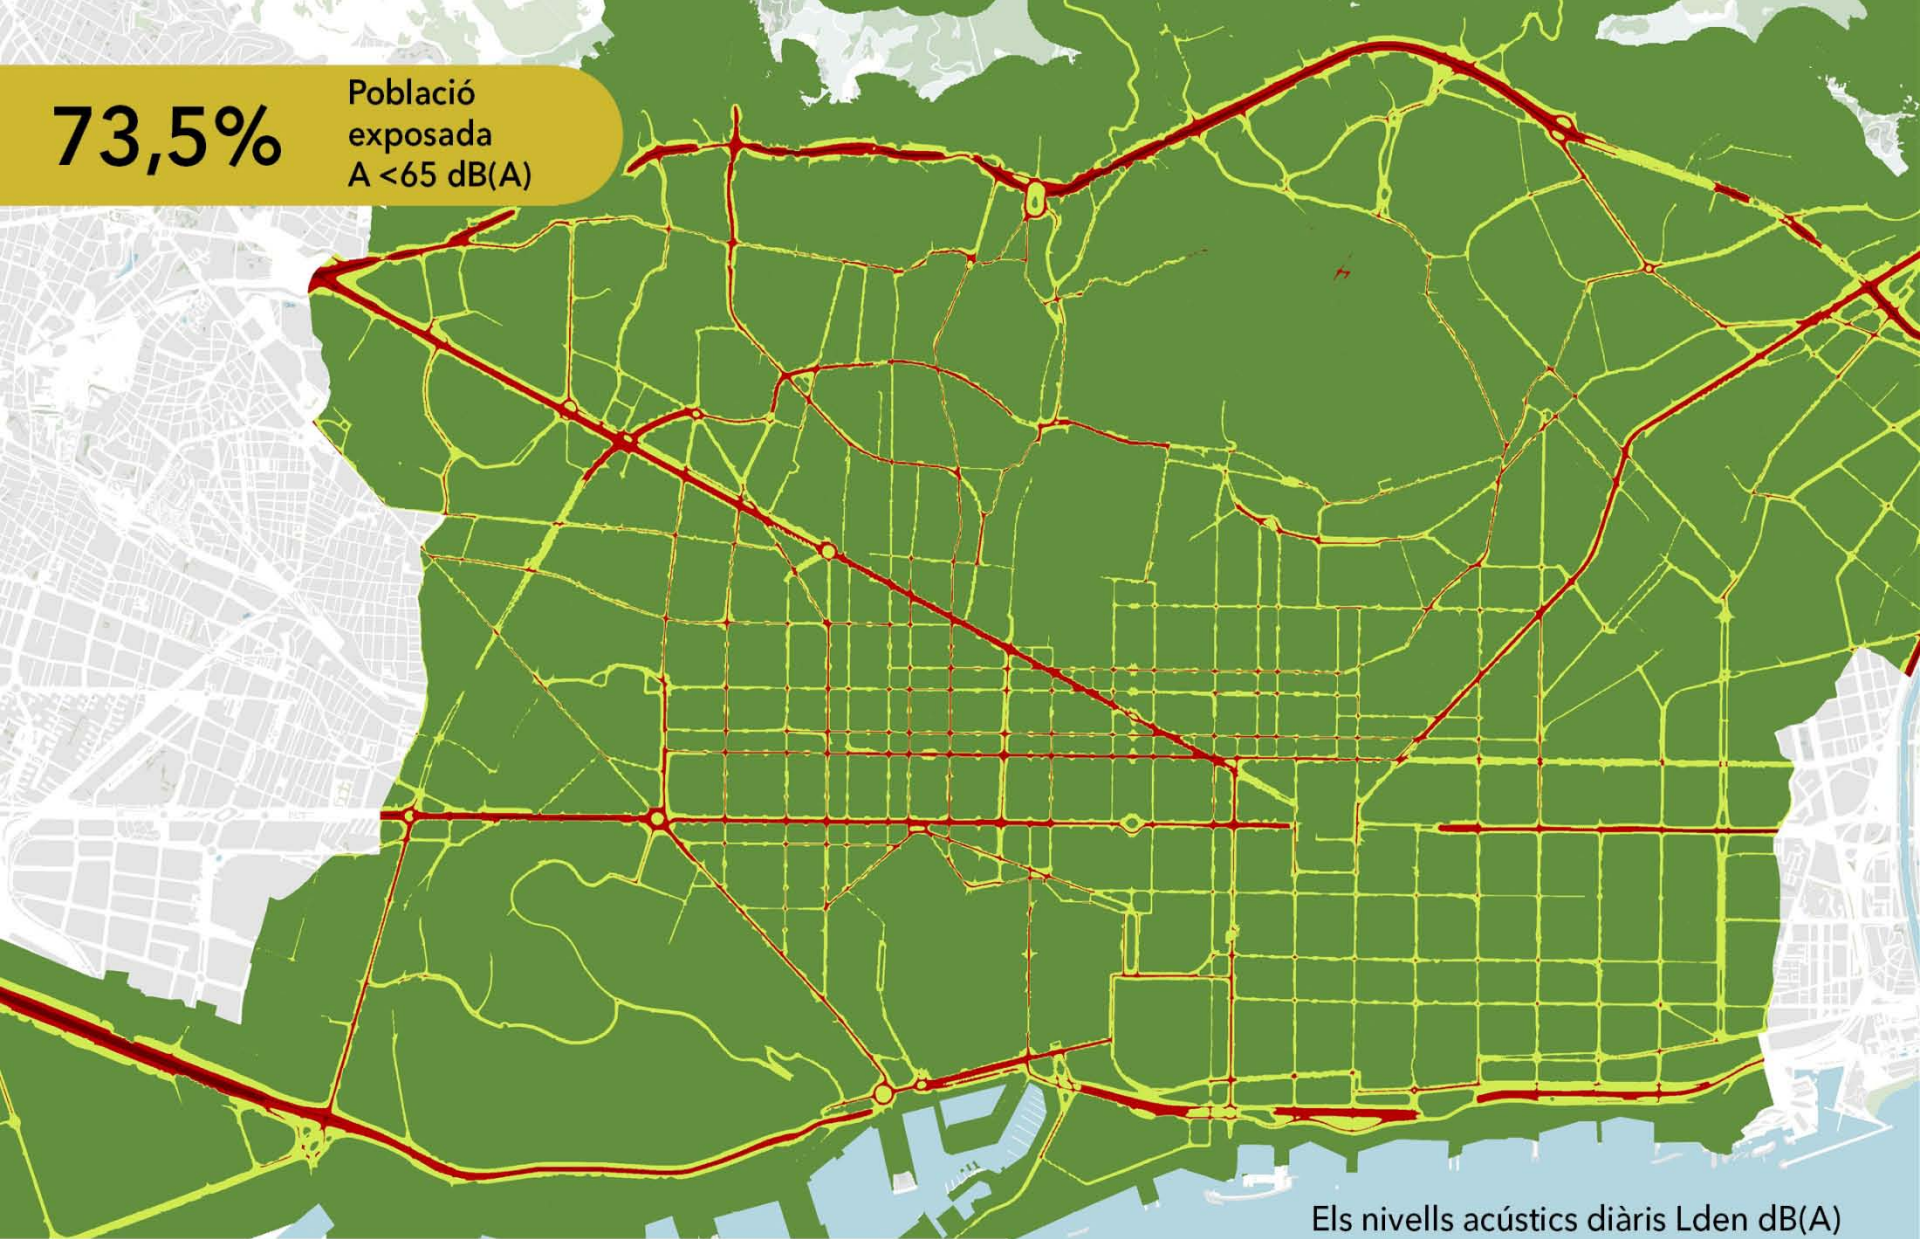 73,5%
Població
exposada
A <65 dB(A)
Els nivells acústics diàris Lden dB(A)